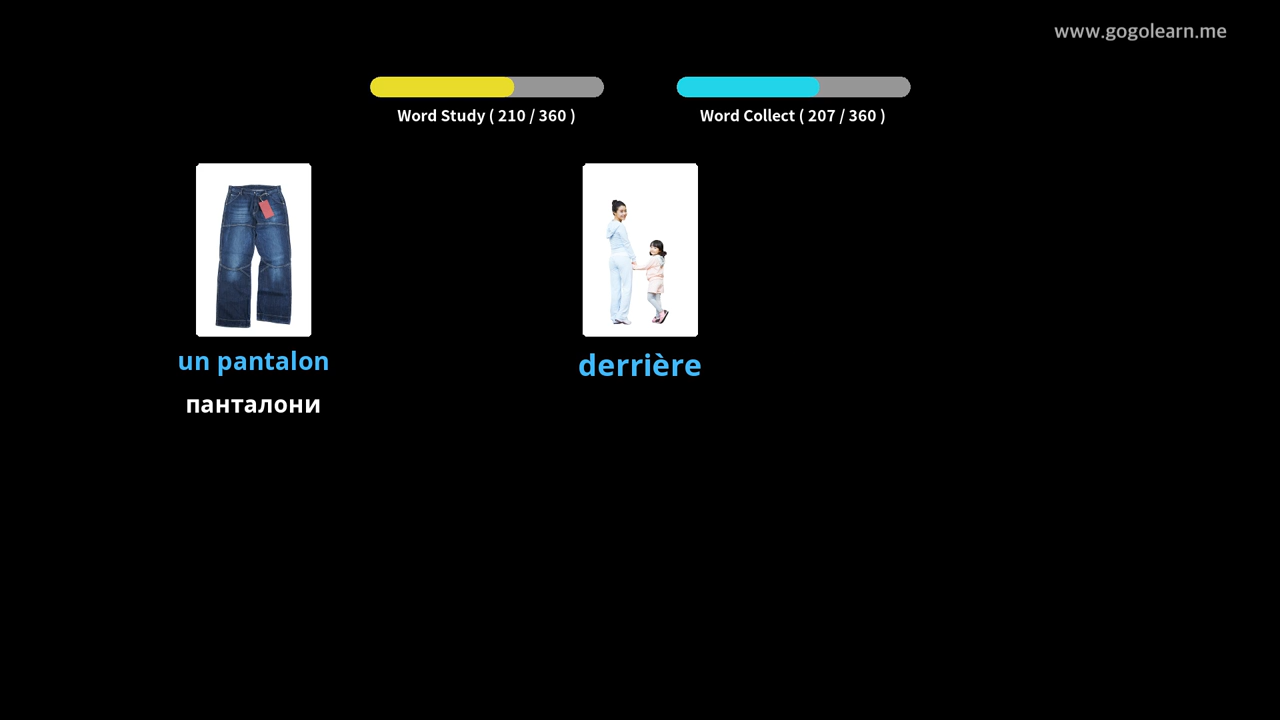 www.gogolearn.me
Word Study ( 210 / 360 )
Word Collect ( 207 / 360 )
un pantalon
панталони
derrière